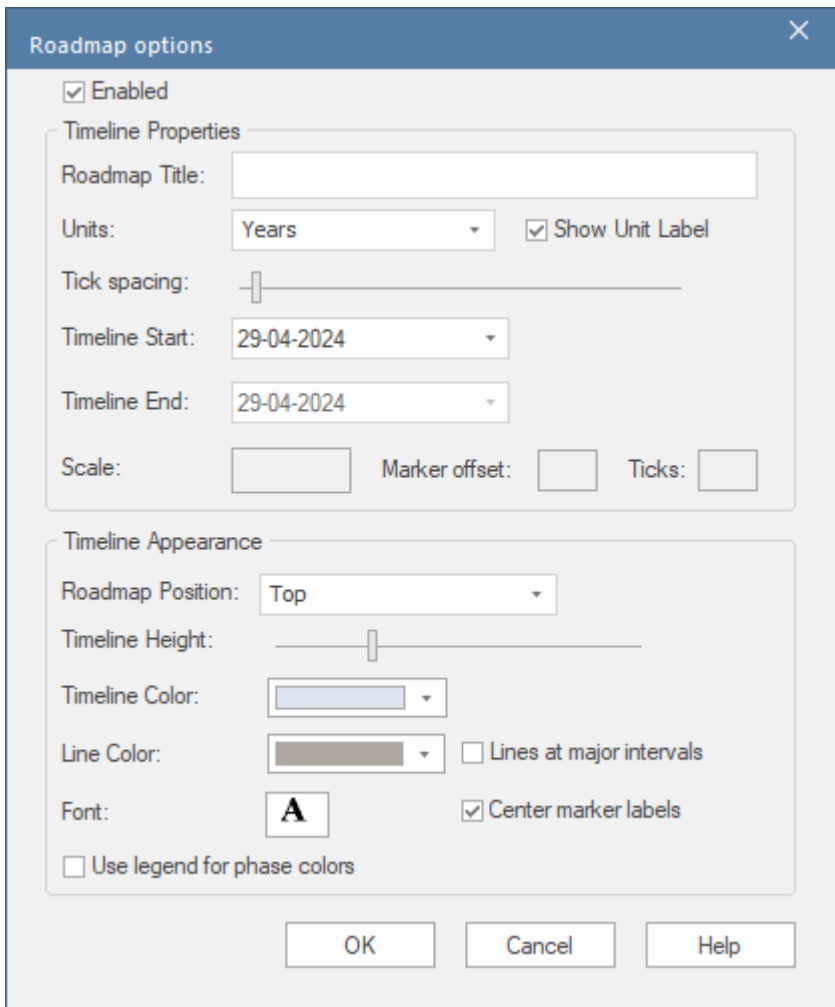 Roadmap options
Enabled
Timeline Properties
Roadmap Title:
Units: Years Show Unit Label
Tick spacing:
Timeline Start: 29-04-2024
Timeline End: 29-04-2024
Scale: Marker offset: Ticks:
Timeline Appearance
Roadmap Position: Top
Timeline Height:
Timeline Color:
Line Color: Lines at major intervals
Font: A Center marker labels
Use legend for phase colors
OK Cancel Help